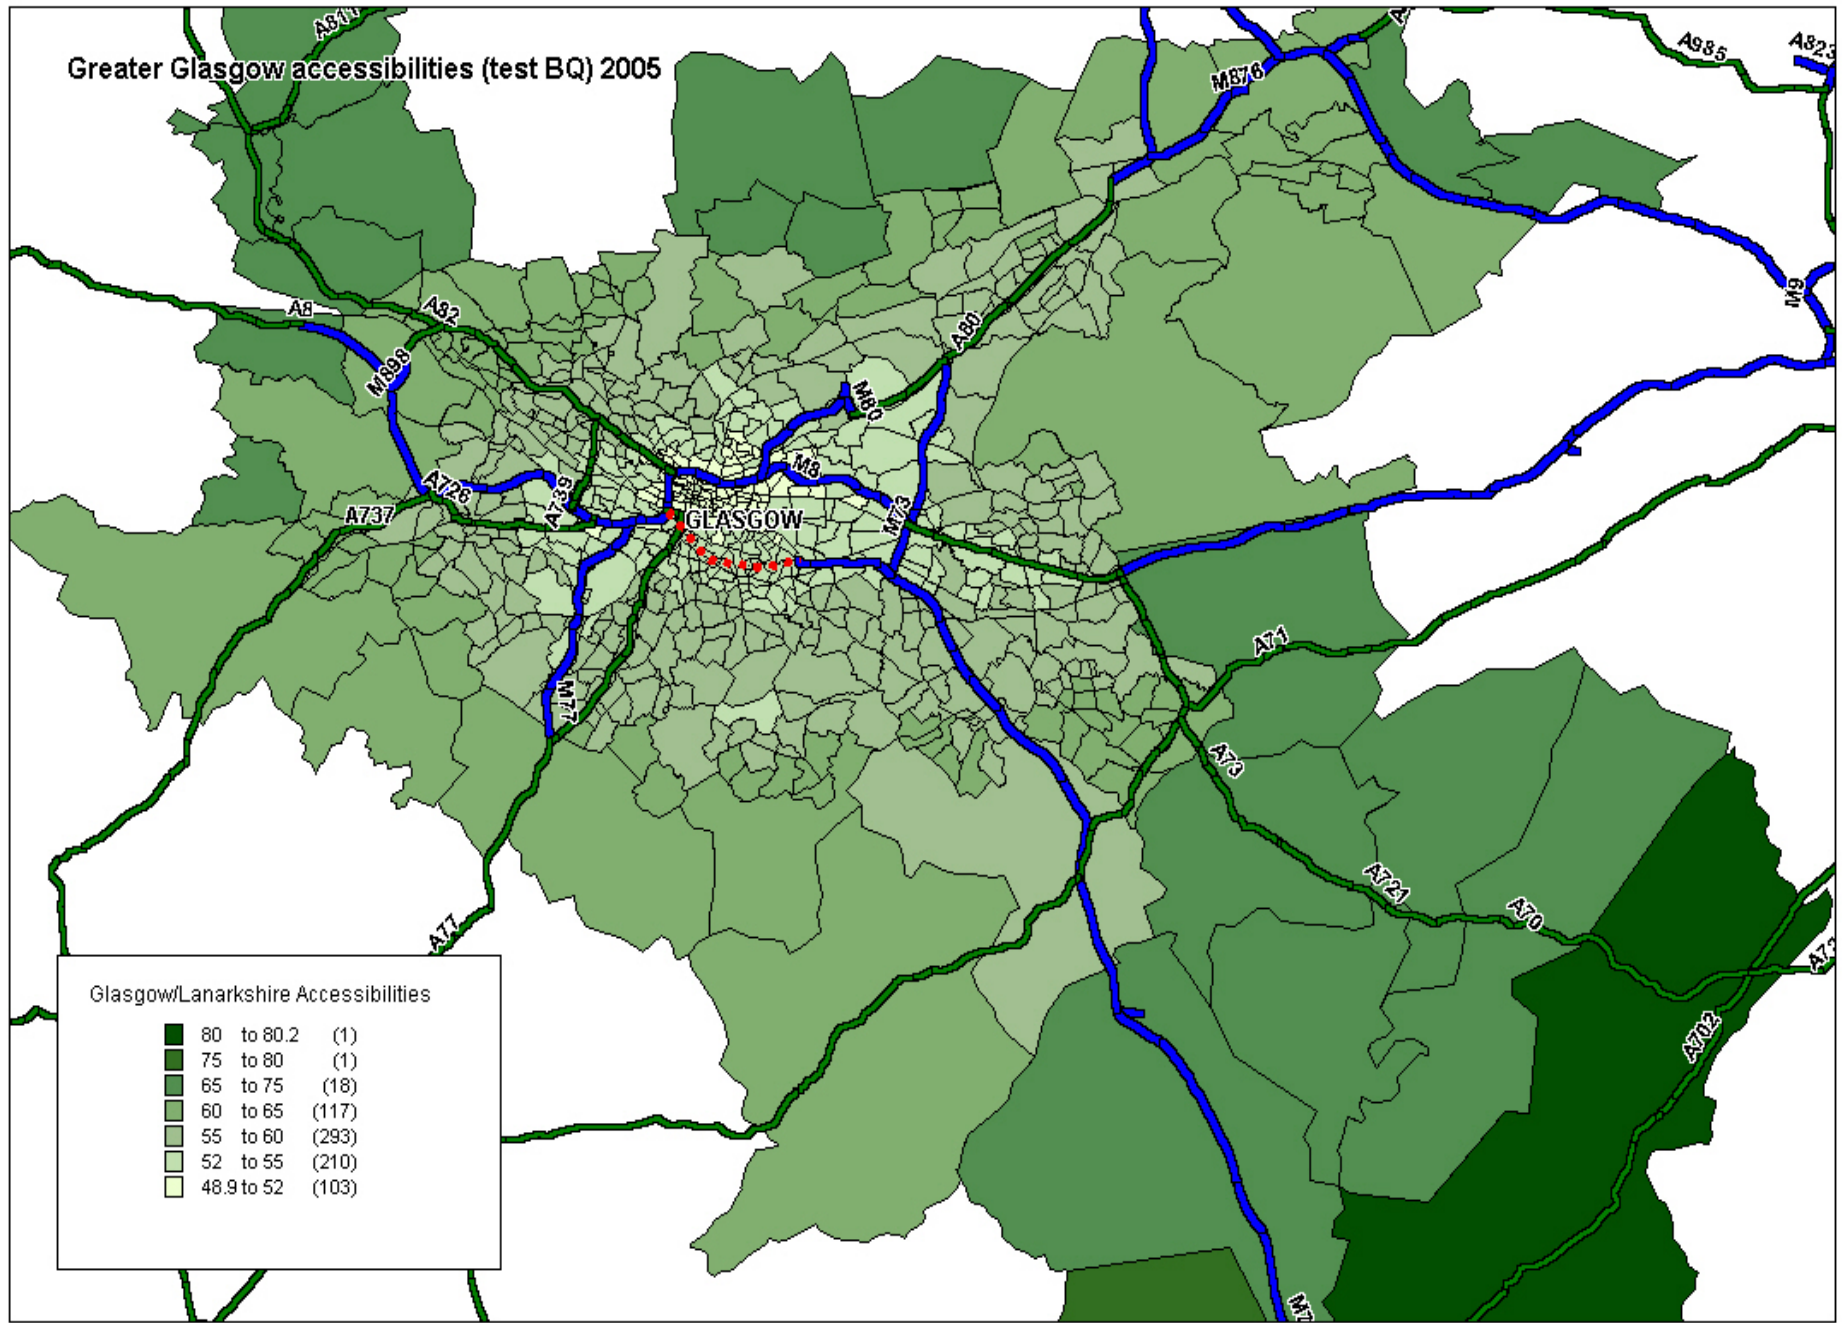 A811
A985
A823
Greater Glasgow accessibilities (test BQ) 2005
M876
M9
A8
A82
A80
M898
M80
M8
A726
A739
M73
A737
GLASGOW
A71
M77
A73
A721
A70
A77
A702
Glasgow/Lanarkshire Accessibilities
80 to 80.2 (1)
75 to 80 (1)
65 to 75 (18)
60 to 65 (117)
55 to 60 (293)
52 to 55 (210)
48.9 to 52 (103)